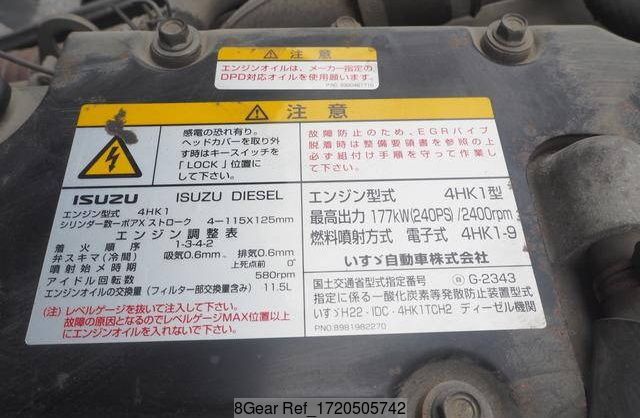 注意
エンジンオイルは、メーカー指定の
DPD対応オイルを使用願います。
注意
感電の恐れ有り。
ヘッドカバーを取り外
す時はキースイッチを
「LOCK」位置に
して下さい。
故障防止のため、EGRパイプ
脱着時は整備要領書を参照の上
必ず組付け手順を守って作業し
て下さい。
ISUZU ISUZU DIESEL
エンジン型式 4HK1
シリンダー数ーボアX ストローク 4－115X125mm
エンジン調整表
着火順序 1-3-4-2
弁スキマ(冷間) 吸気0.6mm 排気0.6m
噴射始メ時期 上死点前 0°
アイドル回転数 580rpm
エンジンオイルの交換量(フィルター部交換量含み) 11.5L
(注) レベルゲージを抜いて注入して下さい。
故障の原因となるのでレベルゲージMAX位置以上
にエンジンオイルを入れないで下さい。
エンジン型式 4HK1型
最高出力 177kW(240PS)/2400rpm
燃料噴射方式 電子式 4HK1-9
いすゞ自動車株式会社
国土交通省型式指定番号 G-2343
指定に係る一酸化炭素等発散防止装置型式
いすゞH22・IDC・4HK1TCH2 ディーゼル機関
PNO.8981982270
8Gear Ref_1720505742